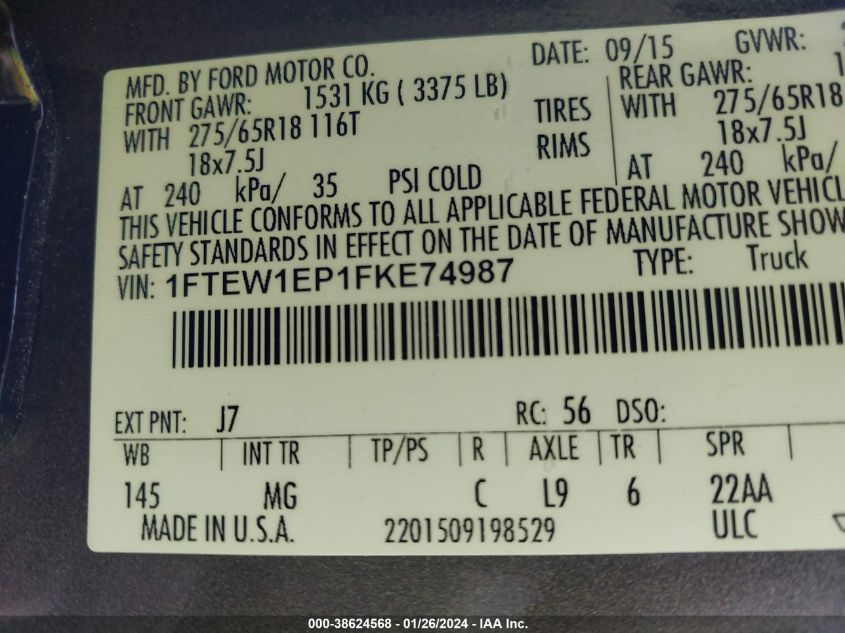 MFD. BY FORD MOTOR CO. DATE: 09/15 GVWR:
FRONT GAWR: 1531 KG ( 3375 LB) REAR GAWR: 1
WITH 275/65R18 116T TIRES WITH 275/65R18
18x7.5J RIMS 18x7.5J
AT 240 kPa/ 35 PSI COLD AT 240 kPa/
THIS VEHICLE CONFORMS TO ALL APPLICABLE FEDERAL MOTOR VEHICL
SAFETY STANDARDS IN EFFECT ON THE DATE OF MANUFACTURE SHOW
VIN: 1FTEW1EP1FKE74987 TYPE: Truck
EXT PNT: J7 RC: 56 DSO:
WB INT TR TP/PS R AXLE TR SPR
145 MG C L9 6 22AA
MADE IN U.S.A. 2201509198529 ULC
000-38624568 - 01/26/2024 - IAA Inc.